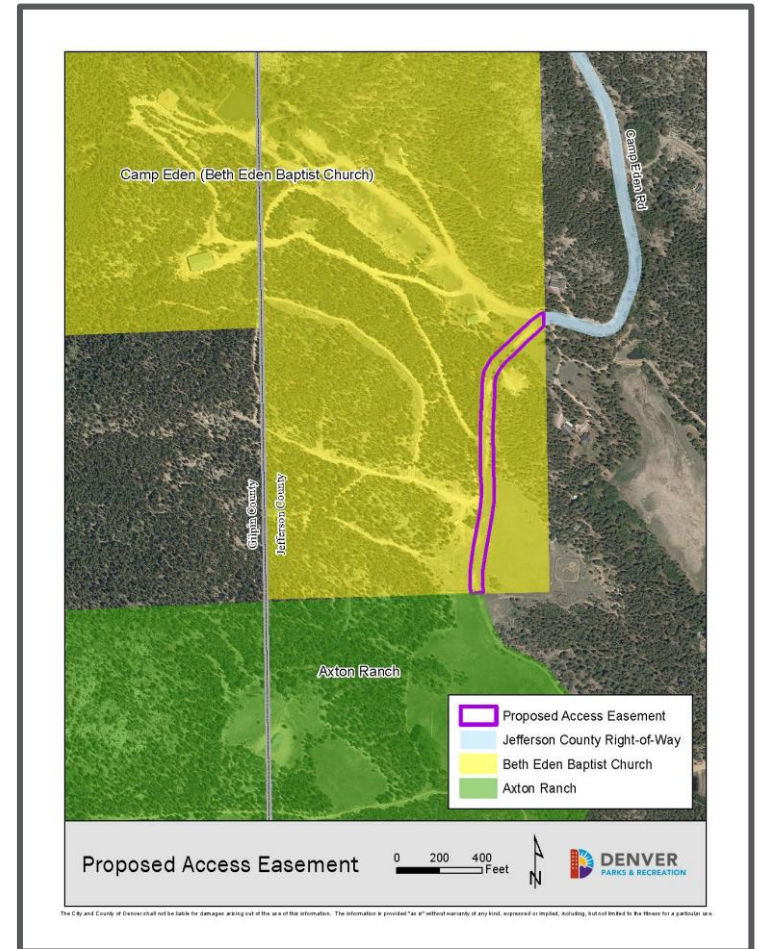 Camp Eden Rd
Camp Eden (Beth Eden Baptist Church)
Gilpin County
Jefferson County
Axton Ranch
Proposed Access Easement
Jefferson County Right-of-Way
Beth Eden Baptist Church
Axton Ranch
Proposed Access Easement
0 200 400
Feet
N
DENVER
PARKS & RECREATION
The City and County of Denver shall not be liable for damages arising out of the use of this information. The information is provided "as is" without warranty of any kind, expressed or implied, including, but not limited to the fitness for a particular use.